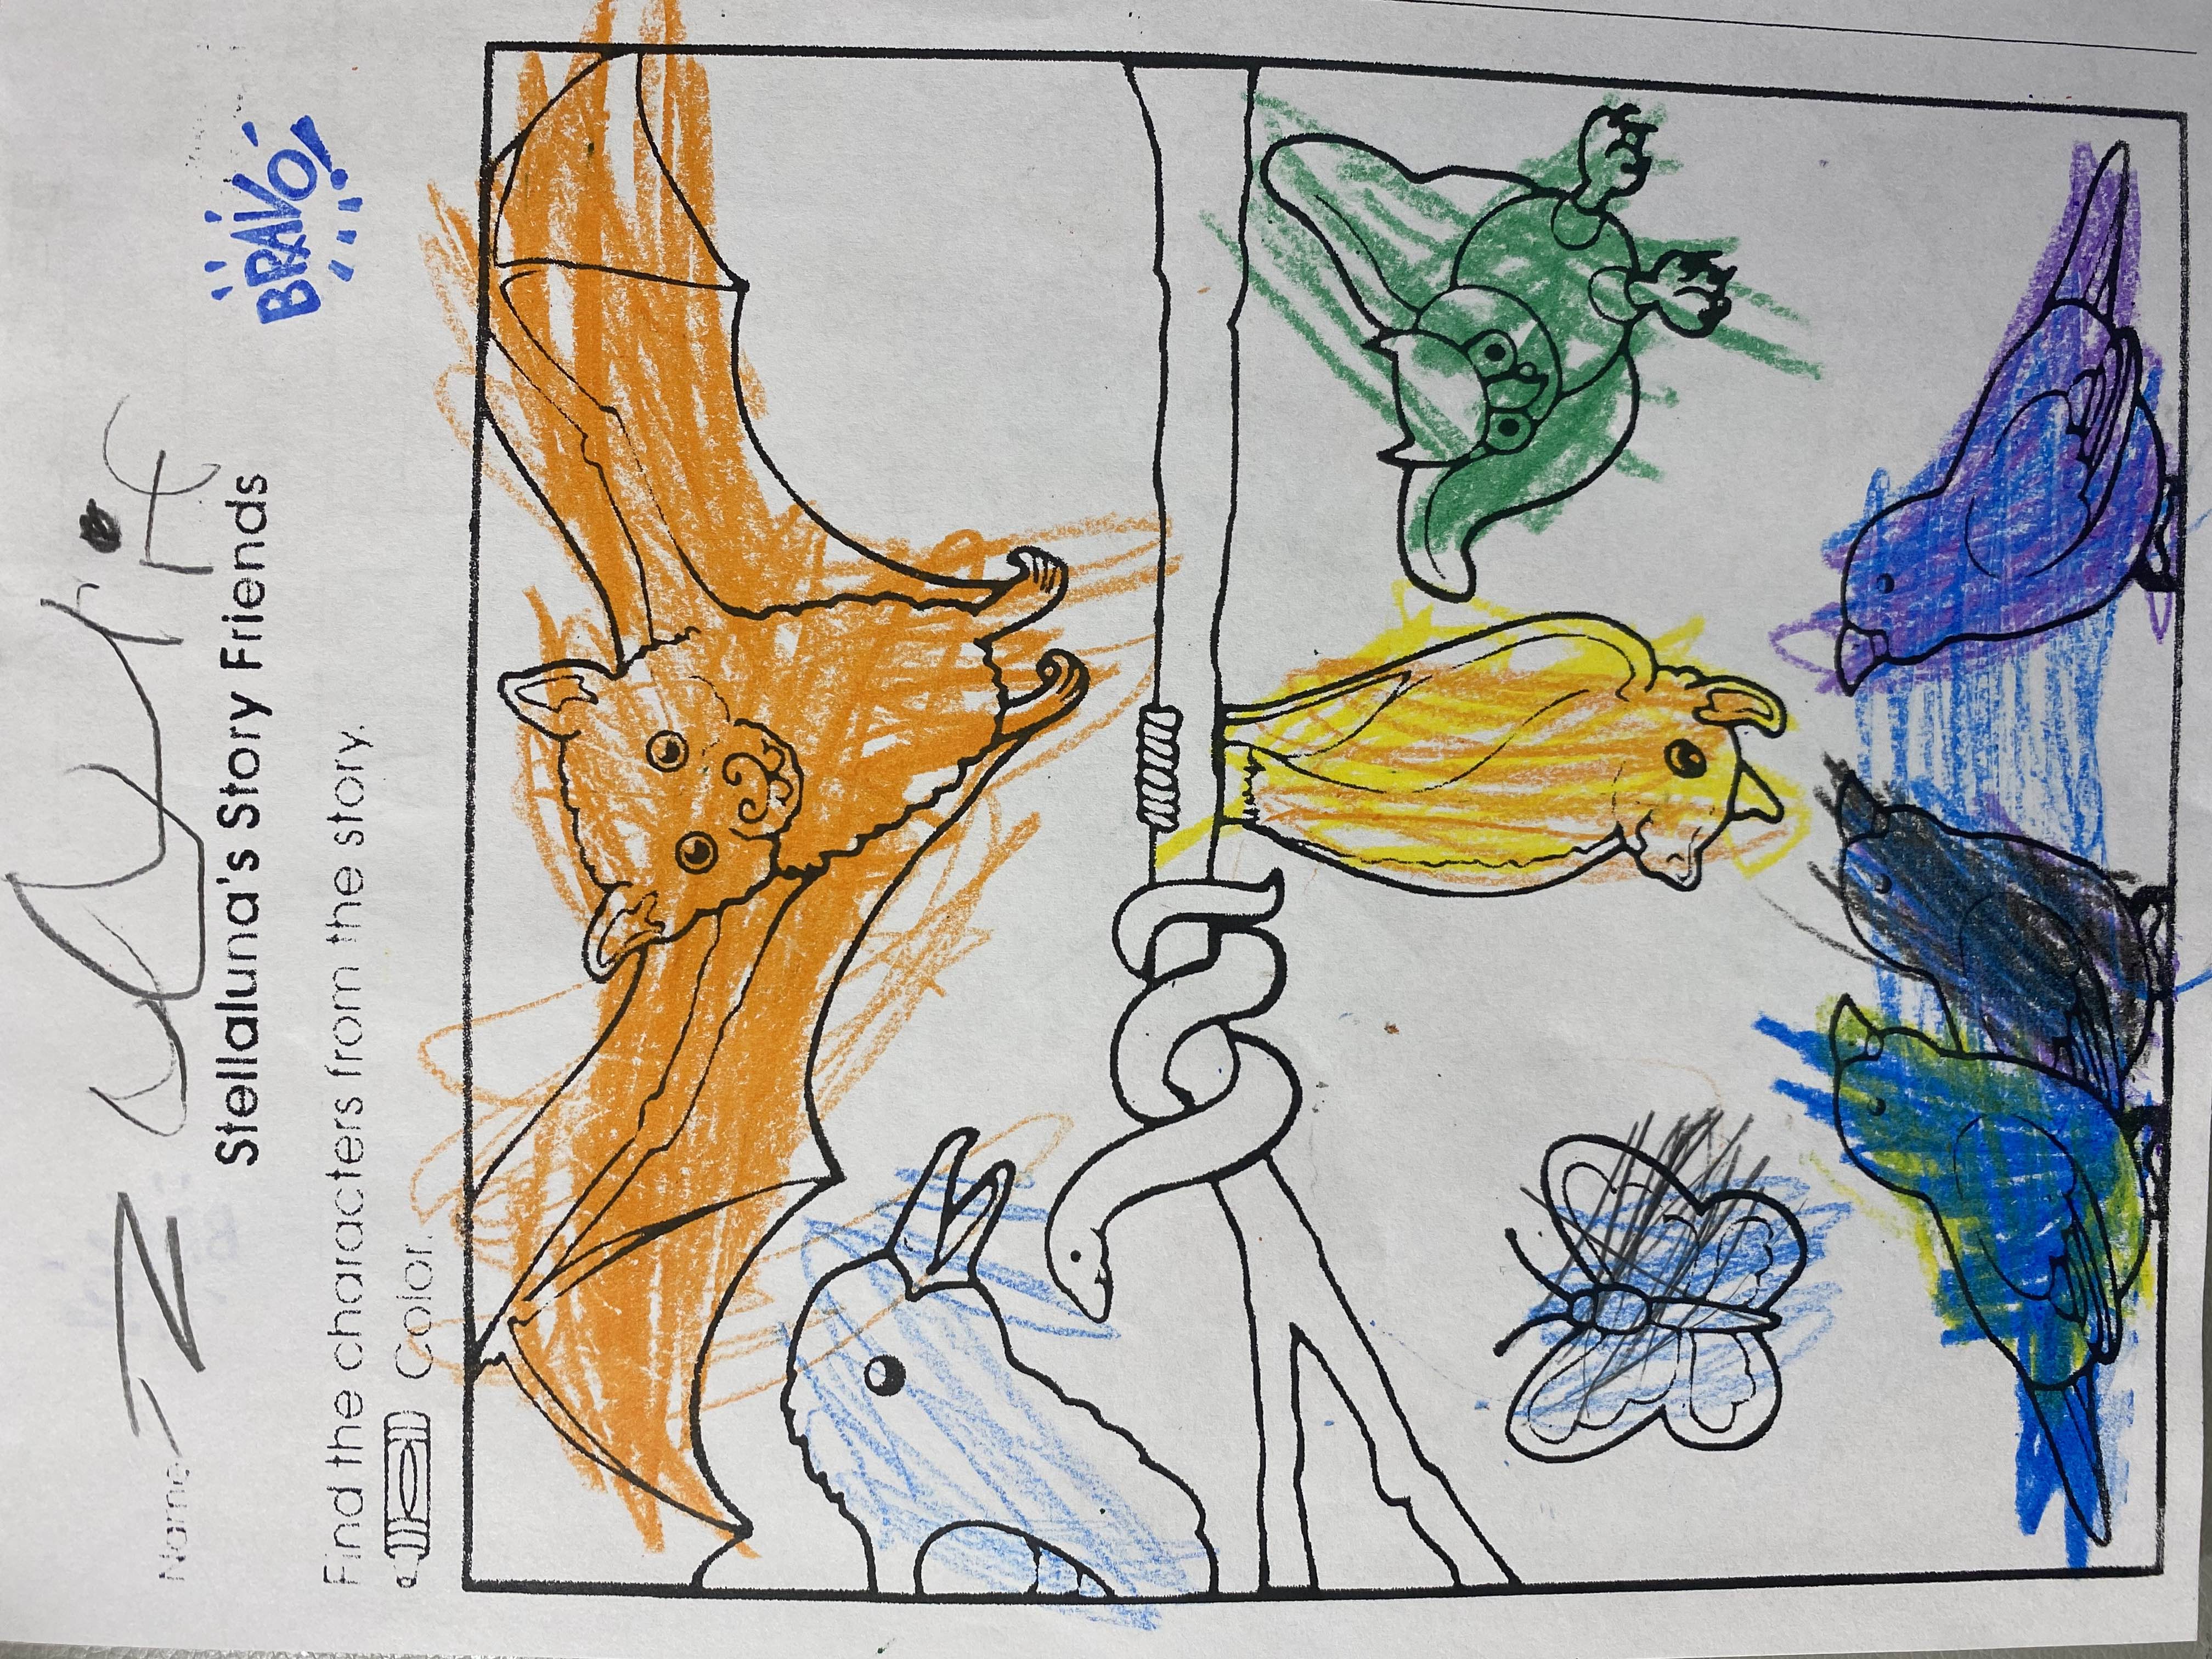 Name
Stellaluna's Story Friends
BRAVO!
Find the characters from the story.
Color.